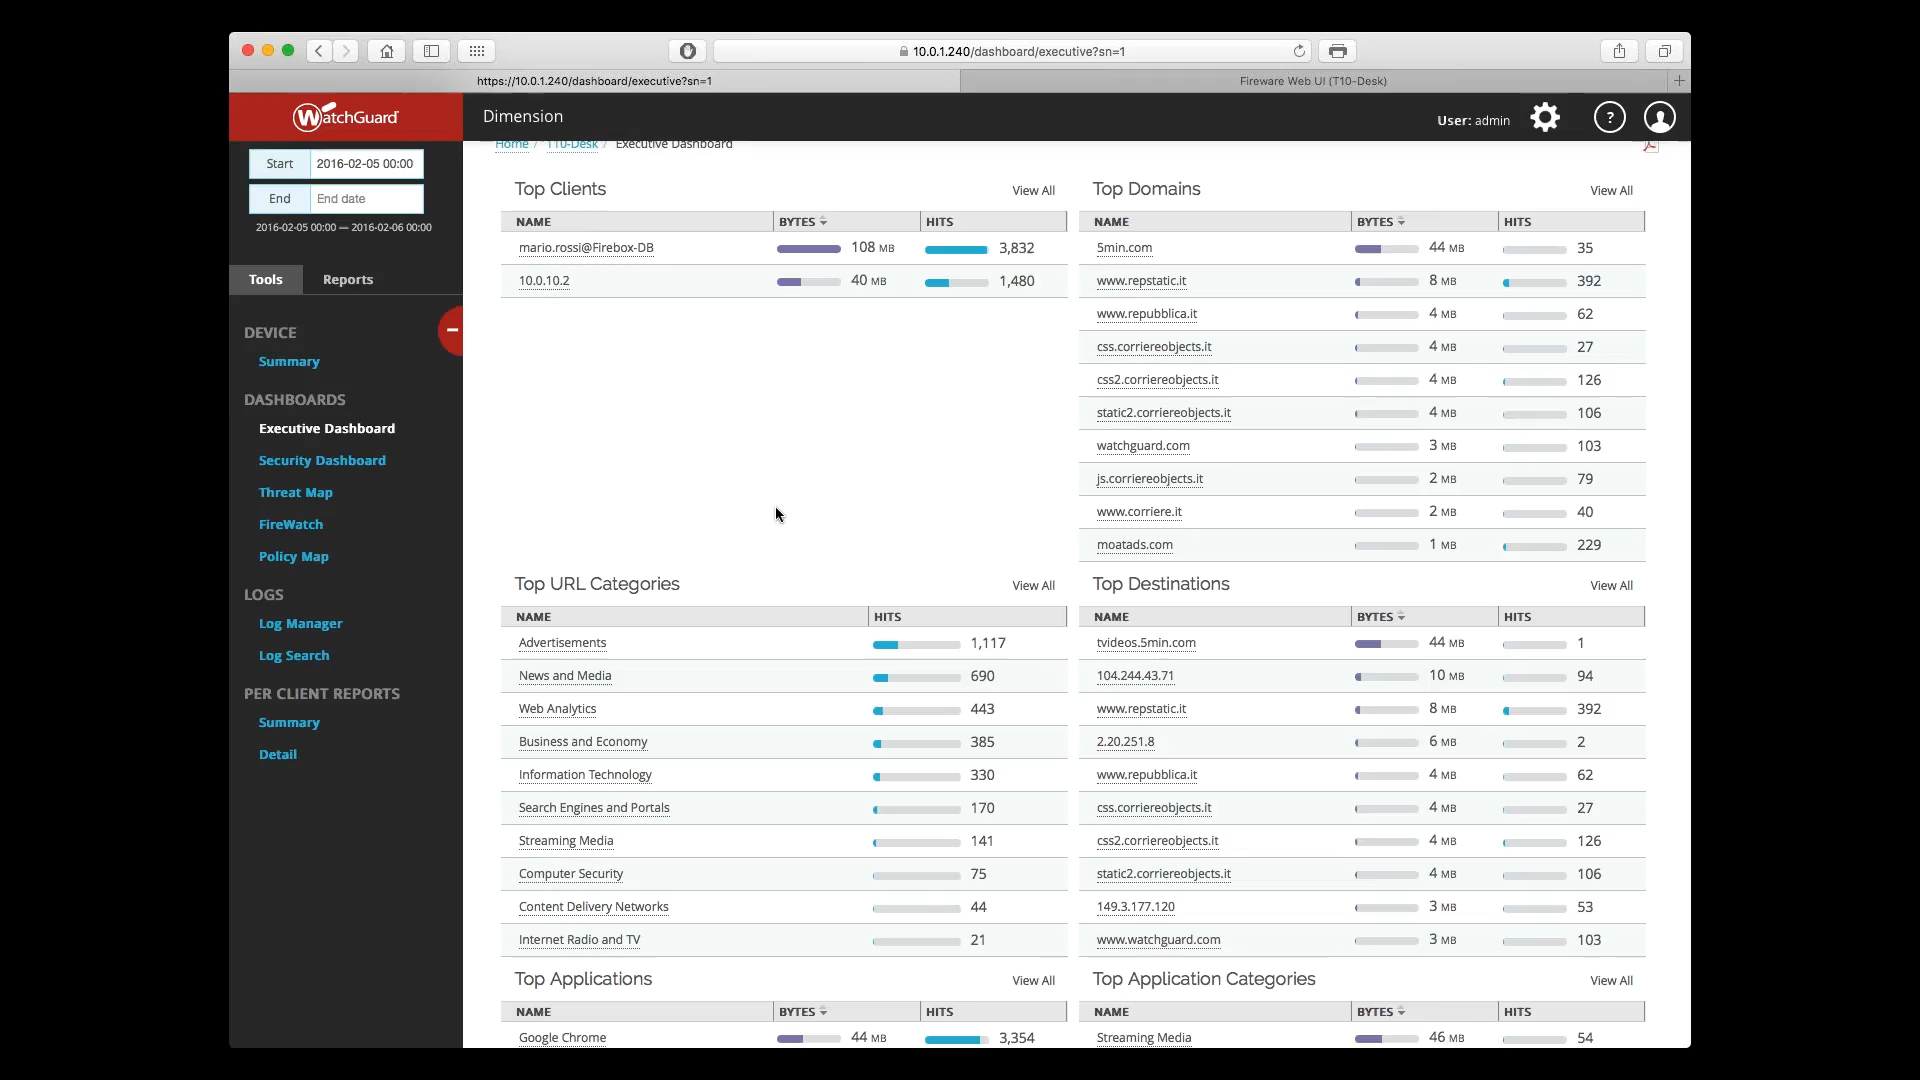 10.0.1.240/dashboard/executive?sn=1
https://10.0.1.240/dashboard/executive?sn=1
Fireware Web UI (T10-Desk)
WatchGuard
Dimension
User: admin
?
Home / T10-Desk / Executive Dashboard
Start 2016-02-05 00:00
End End date
2016-02-05 00:00 — 2016-02-06 00:00
Tools Reports
DEVICE
Summary
DASHBOARDS
Executive Dashboard
Security Dashboard
Threat Map
FireWatch
Policy Map
LOGS
Log Manager
Log Search
PER CLIENT REPORTS
Summary
Detail
Top Clients View All
NAME BYTES HITS
mario.rossi@Firebox-DB 108 MB 3,832
10.0.10.2 40 MB 1,480
Top Domains View All
NAME BYTES HITS
5min.com 44 MB 35
www.repstatic.it 8 MB 392
www.repubblica.it 4 MB 62
css.corriereobjects.it 4 MB 27
css2.corriereobjects.it 4 MB 126
static2.corriereobjects.it 4 MB 106
watchguard.com 3 MB 103
js.corriereobjects.it 2 MB 79
www.corriere.it 2 MB 40
moatads.com 1 MB 229
Top URL Categories View All
NAME HITS
Advertisements 1,117
News and Media 690
Web Analytics 443
Business and Economy 385
Information Technology 330
Search Engines and Portals 170
Streaming Media 141
Computer Security 75
Content Delivery Networks 44
Internet Radio and TV 21
Top Destinations View All
NAME BYTES HITS
tvideos.5min.com 44 MB 1
104.244.43.71 10 MB 94
www.repstatic.it 8 MB 392
2.20.251.8 6 MB 2
www.repubblica.it 4 MB 62
css.corriereobjects.it 4 MB 27
css2.corriereobjects.it 4 MB 126
static2.corriereobjects.it 4 MB 106
149.3.177.120 3 MB 53
www.watchguard.com 3 MB 103
Top Applications View All
NAME BYTES HITS
Google Chrome 44 MB 3,354
Top Application Categories View All
NAME BYTES HITS
Streaming Media 46 MB 54